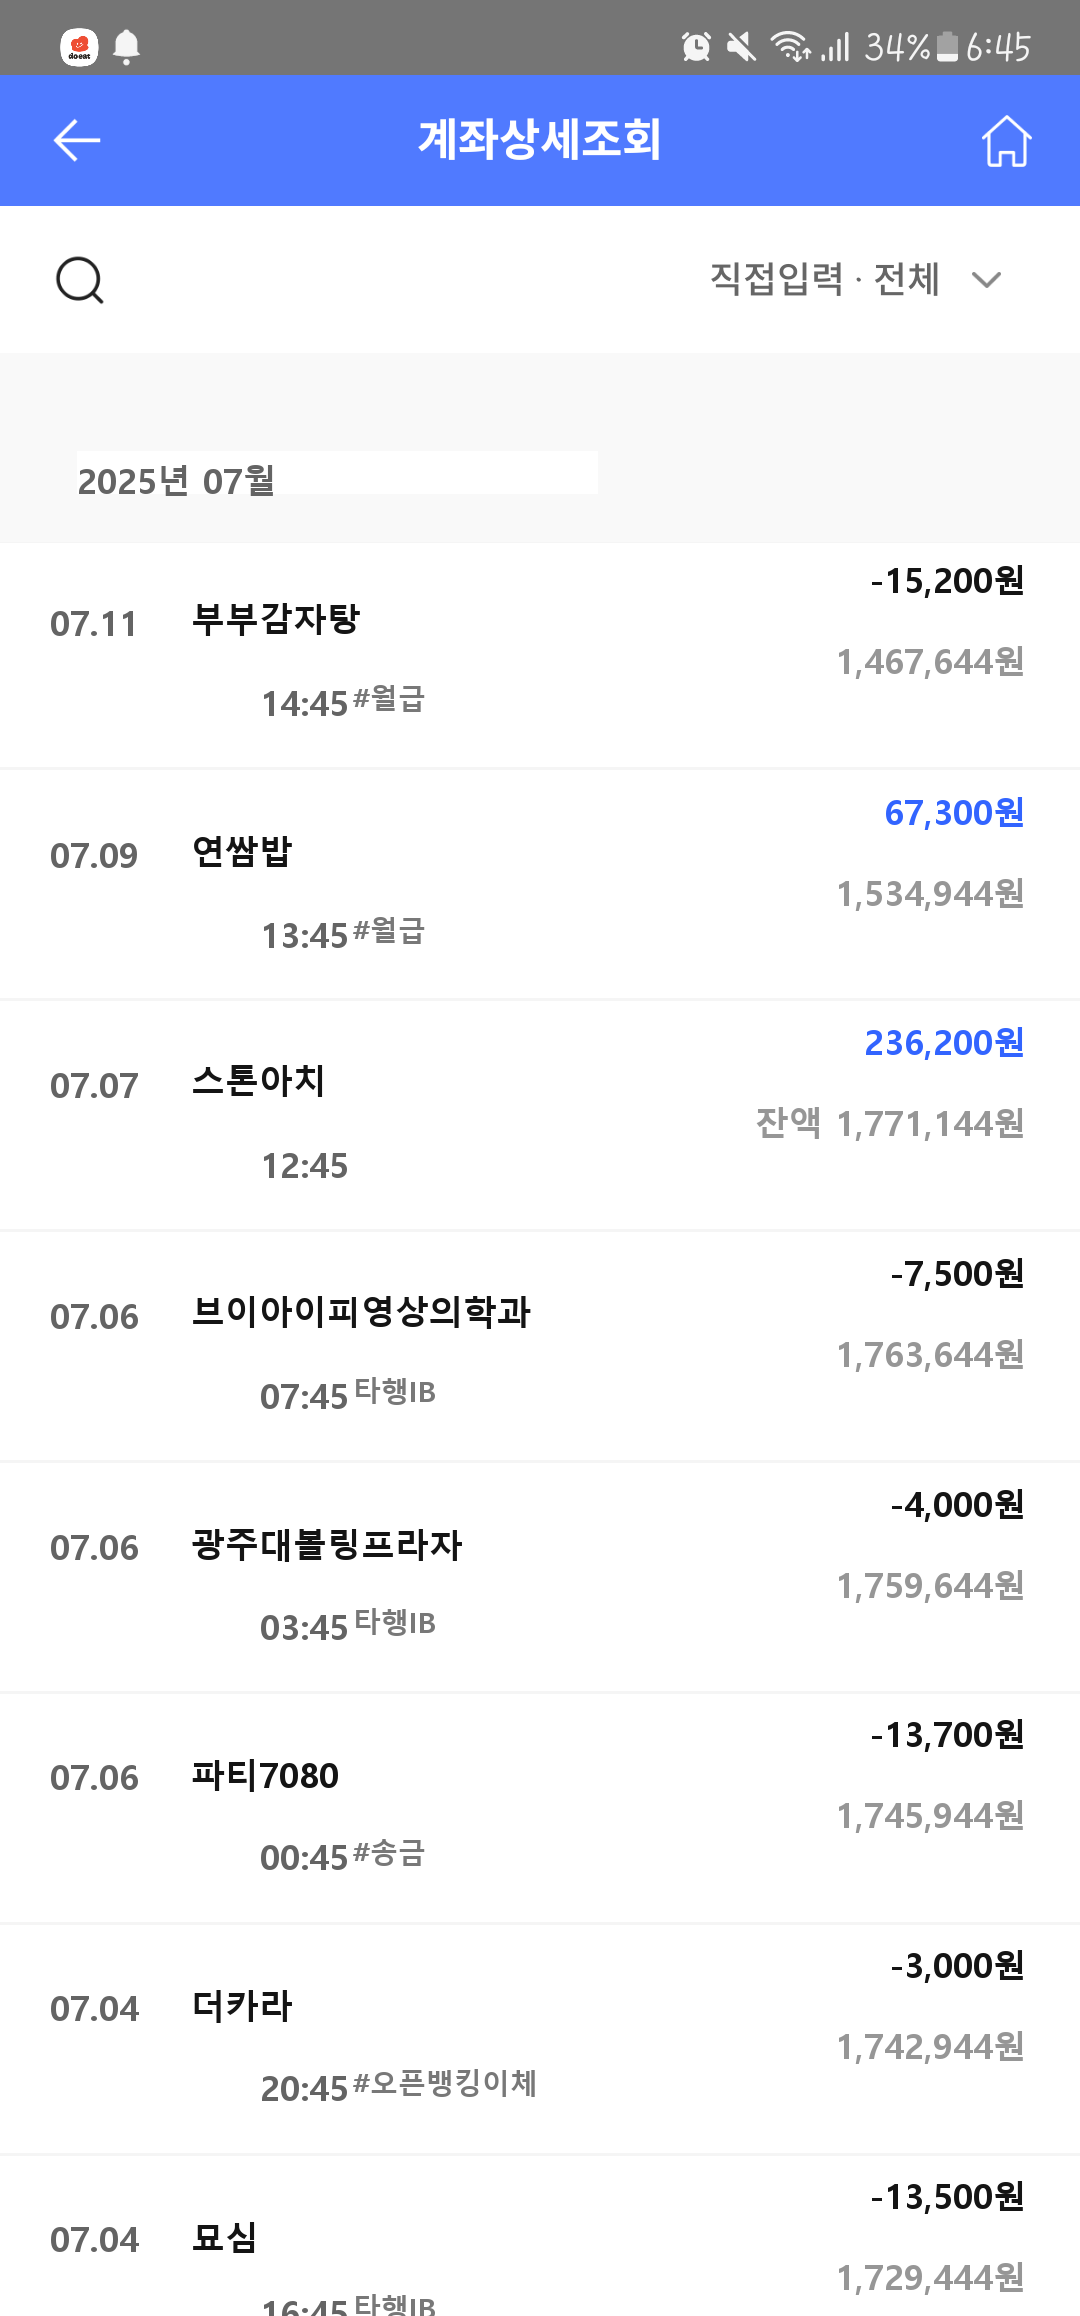 doeat 34% 6:45
계좌상세조회
직접입력 · 전체
2025년 07월
-15,200원
07.11 부부감자탕
1,467,644원
14:45 #월급
67,300원
07.09 연쌈밥
1,534,944원
13:45 #월급
236,200원
07.07 스톤아치
잔액 1,771,144원
12:45
-7,500원
07.06 브이아이피영상의학과
1,763,644원
07:45 타행IB
-4,000원
07.06 광주대볼링프라자
1,759,644원
03:45 타행IB
-13,700원
07.06 파티7080
1,745,944원
00:45 #송금
-3,000원
07.04 더카라
1,742,944원
20:45 #오픈뱅킹이체
-13,500원
07.04 묘심
1,729,444원
16:45 타행IB